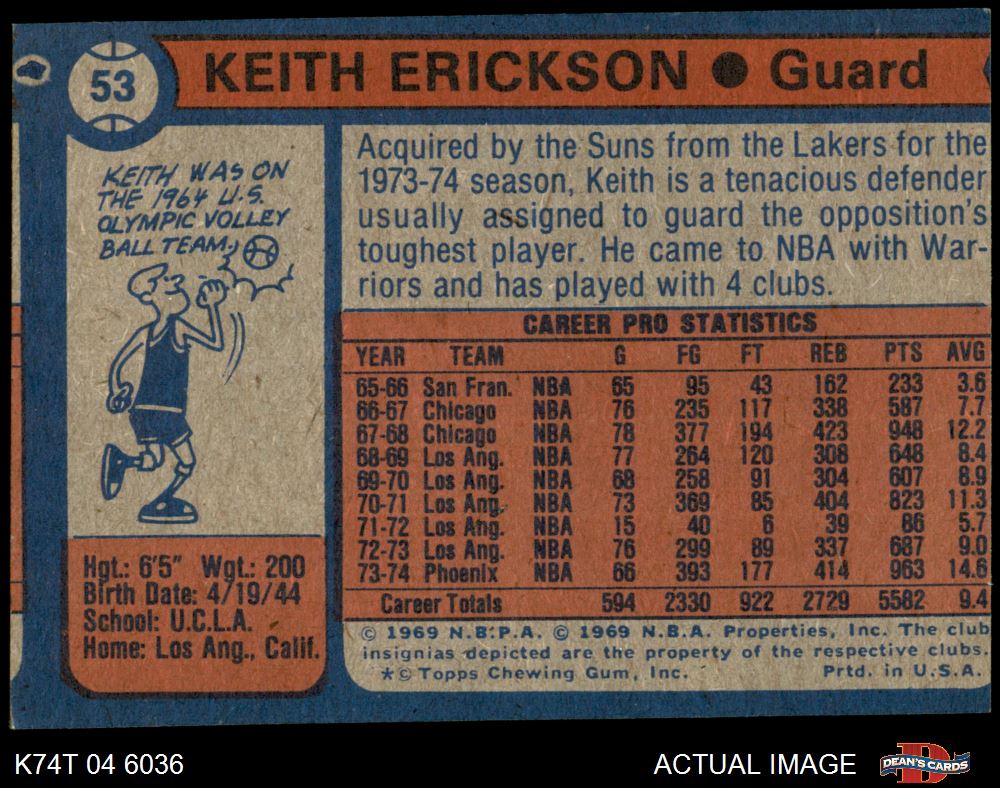 53
KEITH ERICKSON ● Guard
KEITH WAS ON
THE 1964 U.S.
OLYMPIC VOLLEY
BALL TEAM.
Hgt.: 6'5" Wgt.: 200
Birth Date: 4/19/44
School: U.C.L.A.
Home: Los Ang., Calif.
Acquired by the Suns from the Lakers for the
1973-74 season, Keith is a tenacious defender
usually assigned to guard the opposition's
toughest player. He came to NBA with War-
riors and has played with 4 clubs.
CAREER PRO STATISTICS
YEAR TEAM G FG FT REB PTS AVG
65-66 San Fran. NBA 65 95 43 162 233 3.6
66-67 Chicago NBA 76 235 117 338 587 7.7
67-68 Chicago NBA 78 377 194 423 948 12.2
68-69 Los Ang. NBA 77 264 120 308 648 8.4
69-70 Los Ang. NBA 68 258 91 304 607 8.9
70-71 Los Ang. NBA 73 369 85 404 823 11.3
71-72 Los Ang. NBA 15 40 6 39 86 5.7
72-73 Los Ang. NBA 76 299 89 337 687 9.0
73-74 Phoenix NBA 66 393 177 414 963 14.6
Career Totals 594 2330 922 2729 5582 9.4
© 1969 N.B.P.A. © 1969 N.B.A. Properties, Inc. The club
insignias depicted are the property of the respective clubs.
*© Topps Chewing Gum, Inc. Prtd. in U.S.A.
K74T 04 6036 ACTUAL IMAGE DEAN'S CARDS